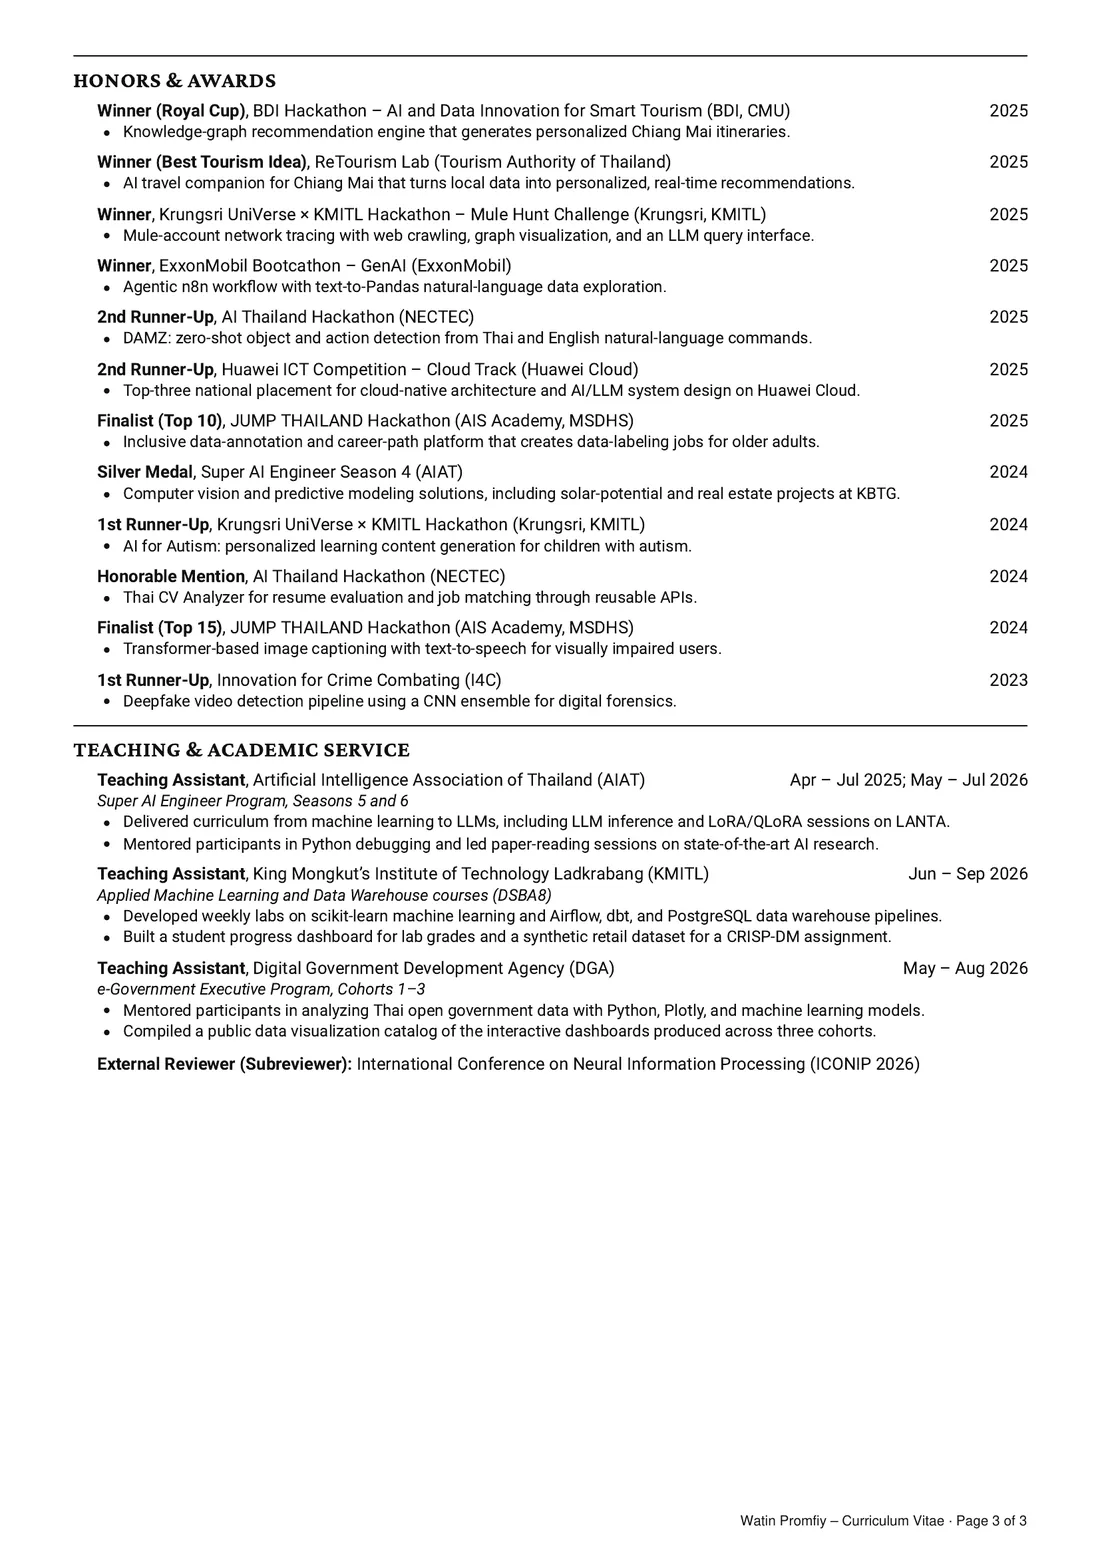 HONORS & AWARDS
Winner (Royal Cup), BDI Hackathon – AI and Data Innovation for Smart Tourism (BDI, CMU) 2025
• Knowledge-graph recommendation engine that generates personalized Chiang Mai itineraries.
Winner (Best Tourism Idea), ReTourism Lab (Tourism Authority of Thailand) 2025
• AI travel companion for Chiang Mai that turns local data into personalized, real-time recommendations.
Winner, Krungsri UniVerse × KMITL Hackathon – Mule Hunt Challenge (Krungsri, KMITL) 2025
• Mule-account network tracing with web crawling, graph visualization, and an LLM query interface.
Winner, ExxonMobil Bootcathon – GenAI (ExxonMobil) 2025
• Agentic n8n workflow with text-to-Pandas natural-language data exploration.
2nd Runner-Up, AI Thailand Hackathon (NECTEC) 2025
• DAMZ: zero-shot object and action detection from Thai and English natural-language commands.
2nd Runner-Up, Huawei ICT Competition – Cloud Track (Huawei Cloud) 2025
• Top-three national placement for cloud-native architecture and AI/LLM system design on Huawei Cloud.
Finalist (Top 10), JUMP THAILAND Hackathon (AIS Academy, MSDHS) 2025
• Inclusive data-annotation and career-path platform that creates data-labeling jobs for older adults.
Silver Medal, Super AI Engineer Season 4 (AIAT) 2024
• Computer vision and predictive modeling solutions, including solar-potential and real estate projects at KBTG.
1st Runner-Up, Krungsri UniVerse × KMITL Hackathon (Krungsri, KMITL) 2024
• AI for Autism: personalized learning content generation for children with autism.
Honorable Mention, AI Thailand Hackathon (NECTEC) 2024
• Thai CV Analyzer for resume evaluation and job matching through reusable APIs.
Finalist (Top 15), JUMP THAILAND Hackathon (AIS Academy, MSDHS) 2024
• Transformer-based image captioning with text-to-speech for visually impaired users.
1st Runner-Up, Innovation for Crime Combating (I4C) 2023
• Deepfake video detection pipeline using a CNN ensemble for digital forensics.
TEACHING & ACADEMIC SERVICE
Teaching Assistant, Artificial Intelligence Association of Thailand (AIAT) Apr – Jul 2025; May – Jul 2026
Super AI Engineer Program, Seasons 5 and 6
• Delivered curriculum from machine learning to LLMs, including LLM inference and LoRA/QLoRA sessions on LANTA.
• Mentored participants in Python debugging and led paper-reading sessions on state-of-the-art AI research.
Teaching Assistant, King Mongkut’s Institute of Technology Ladkrabang (KMITL) Jun – Sep 2026
Applied Machine Learning and Data Warehouse courses (DSBA8)
• Developed weekly labs on scikit-learn machine learning and Airflow, dbt, and PostgreSQL data warehouse pipelines.
• Built a student progress dashboard for lab grades and a synthetic retail dataset for a CRISP-DM assignment.
Teaching Assistant, Digital Government Development Agency (DGA) May – Aug 2026
e-Government Executive Program, Cohorts 1–3
• Mentored participants in analyzing Thai open government data with Python, Plotly, and machine learning models.
• Compiled a public data visualization catalog of the interactive dashboards produced across three cohorts.
External Reviewer (Subreviewer): International Conference on Neural Information Processing (ICONIP 2026)
Watin Promfiy – Curriculum Vitae · Page 3 of 3